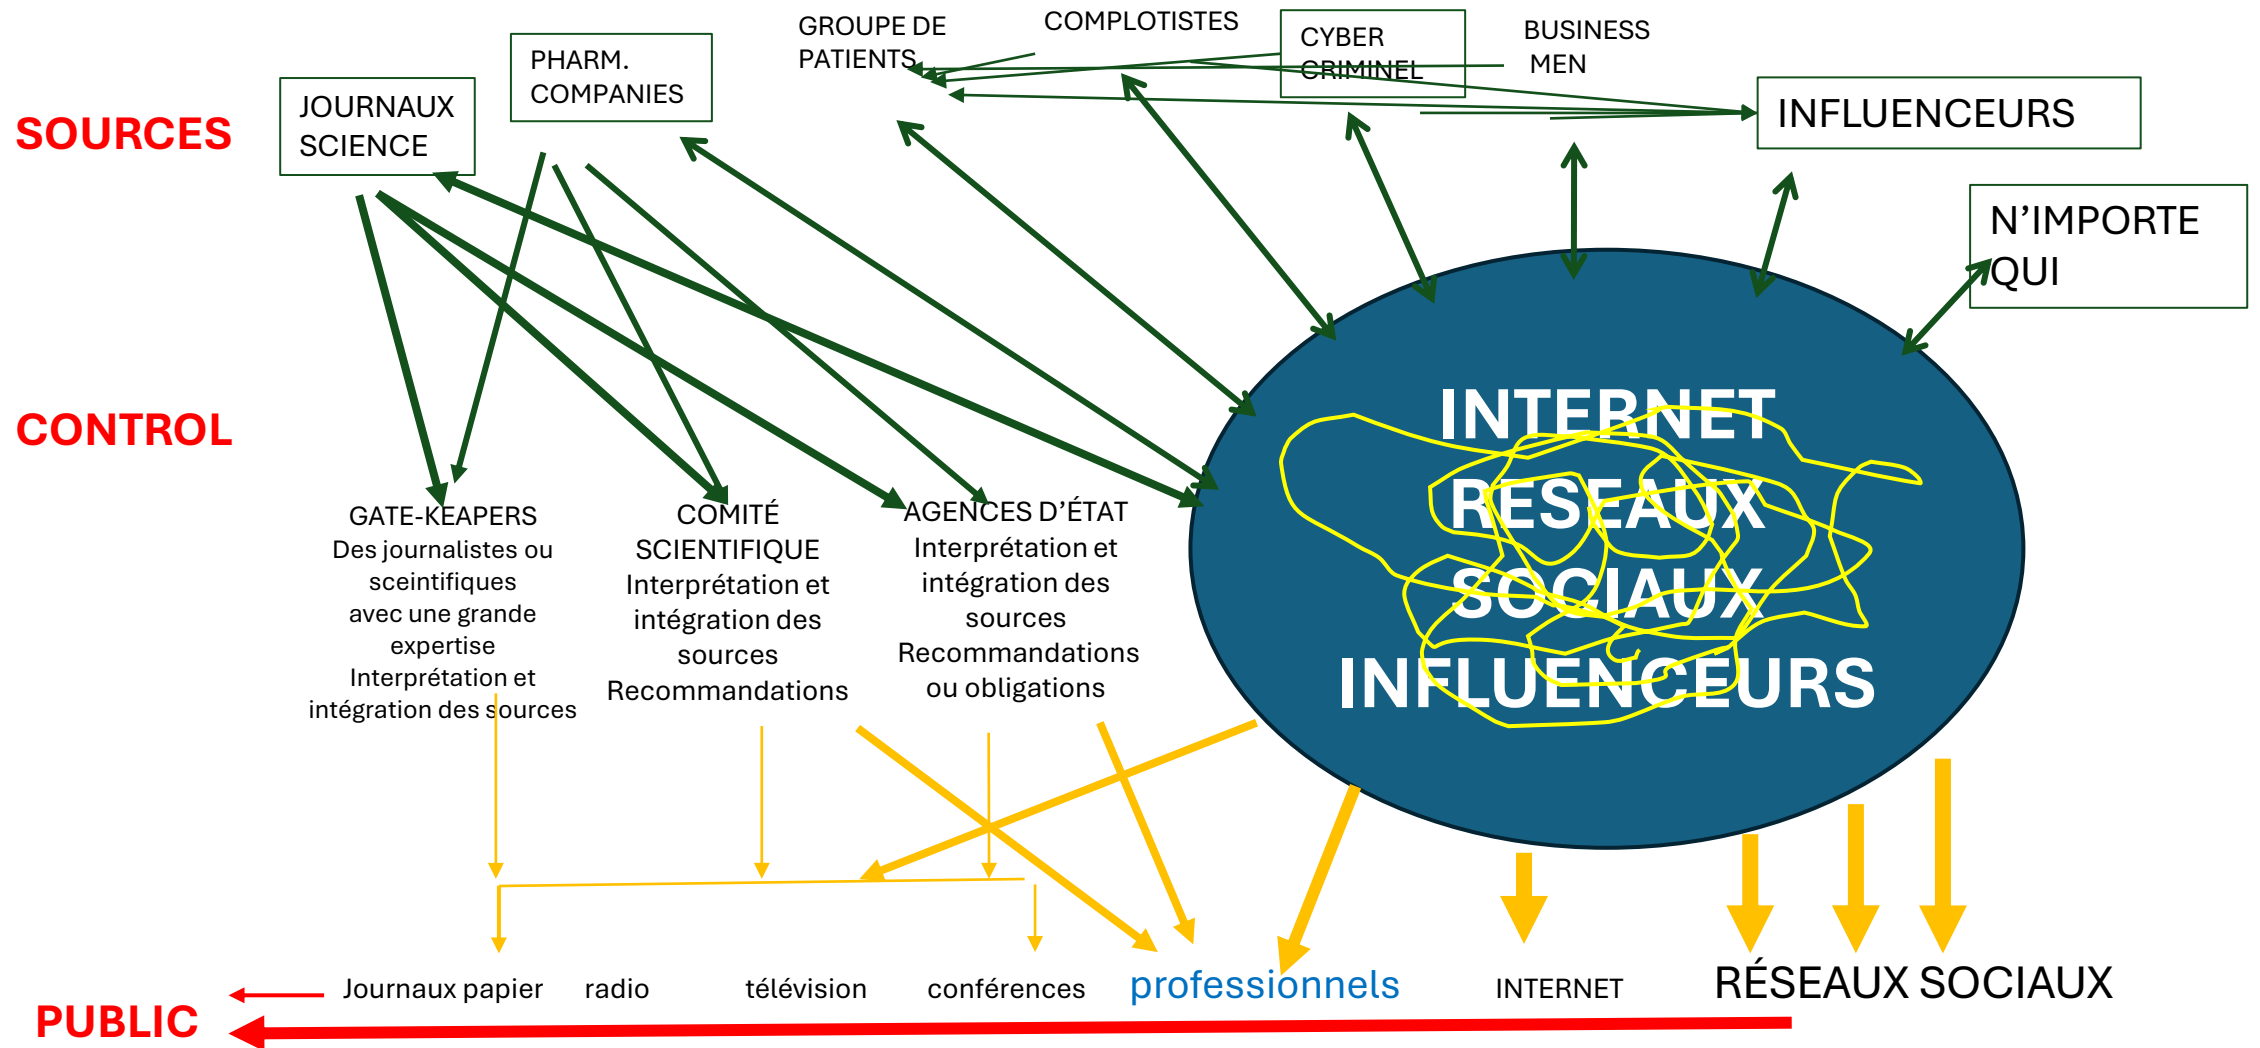 GROUPE DE
PATIENTS
COMPLOTISTES
CYBER
CRIMINEL
BUSINESS
MEN
PHARM.
COMPANIES
JOURNAUX
SCIENCE
SOURCES
INFLUENCEURS
N’IMPORTE
QUI
CONTROL
GATE-KEAPERS
Des journalistes ou
sceintifiques
avec une grande
expertise
Interprétation et
intégration des sources
COMITÉ
SCIENTIFIQUE
Interprétation et
intégration des
sources
Recommandations
AGENCES D’ÉTAT
Interprétation et
intégration des
sources
Recommandations
ou obligations
INTERNET
RESEAUX
SOCIAUX
INFLUENCEURS
Journaux papier
radio
télévision
conférences
professionnels
INTERNET
RÉSEAUX SOCIAUX
PUBLIC